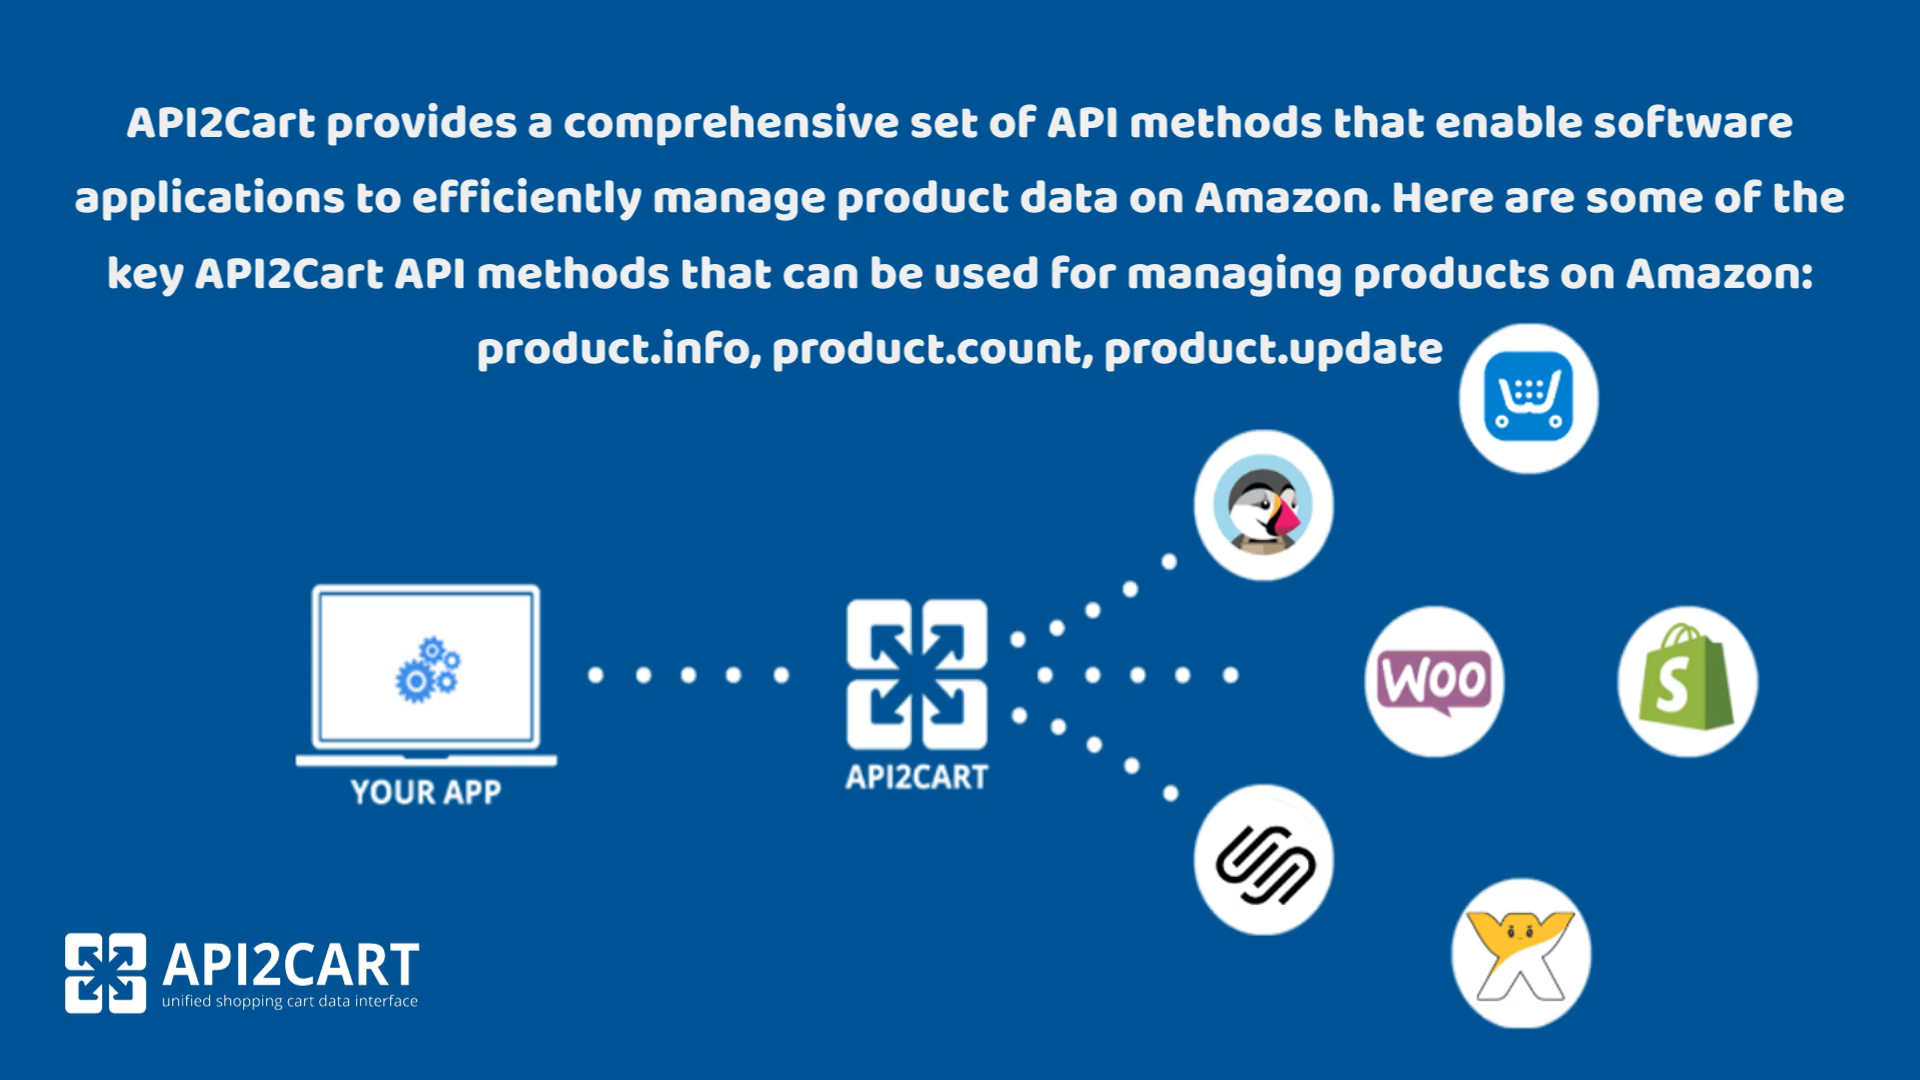 API2Cart provides a comprehensive set of API methods that enable software
applications to efficiently manage product data on Amazon. Here are some of the
key API2Cart API methods that can be used for managing products on Amazon:
product.info, product.count, product.update
WOO
S
YOUR APP
API2CART
API2CART
unified shopping cart data interface